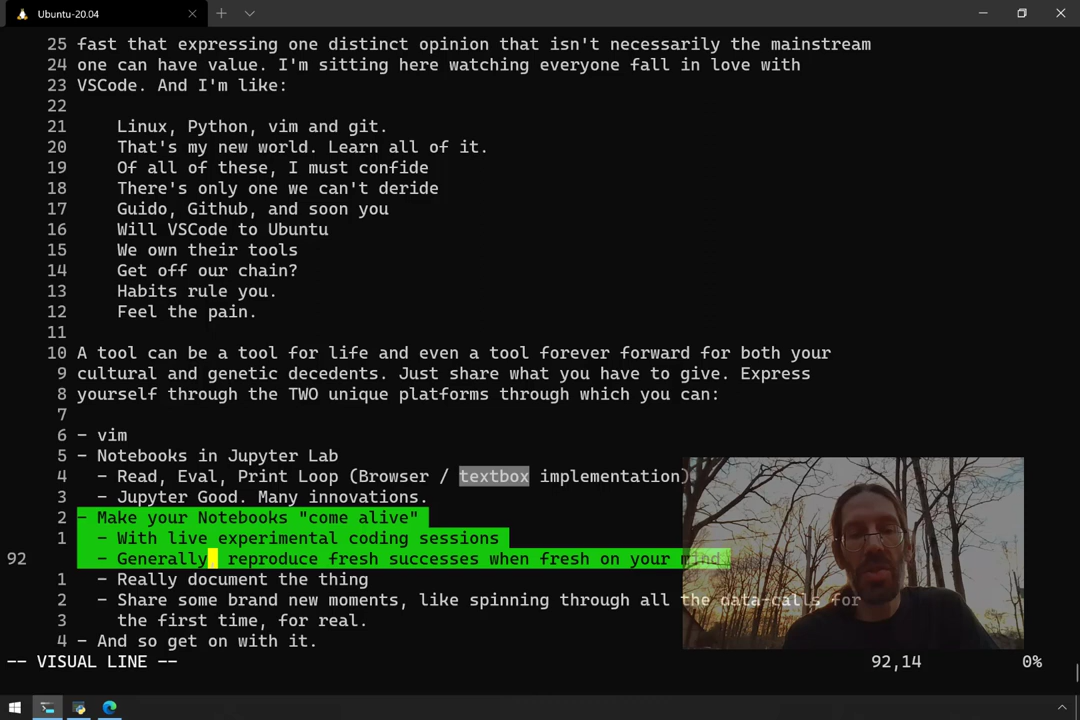 Ubuntu-20.04
25 fast that expressing one distinct opinion that isn't necessarily the mainstream
24 one can have value. I'm sitting here watching everyone fall in love with
23 VSCode. And I'm like:
22
21 Linux, Python, vim and git.
20 That's my new world. Learn all of it.
19 Of all of these, I must confide
18 There's only one we can't deride
17 Guido, Github, and soon you
16 Will VSCode to Ubuntu
15 We own their tools
14 Get off our chain?
13 Habits rule you.
12 Feel the pain.
11
10 A tool can be a tool for life and even a tool forever forward for both your
9 cultural and genetic decedents. Just share what you have to give. Express
8 yourself through the TWO unique platforms through which you can:
7
6 - vim
5 - Notebooks in Jupyter Lab
4 - Read, Eval, Print Loop (Browser / textbox implementation)
3 - Jupyter Good. Many innovations.
2 - Make your Notebooks "come alive"
1 - With live experimental coding sessions
92 - Generally, reproduce fresh successes when fresh on your mind.
1 - Really document the thing
2 - Share some brand new moments, like spinning through all the data-calls for
3 the first time, for real.
4 - And so get on with it.
-- VISUAL LINE -- 92,14 0%